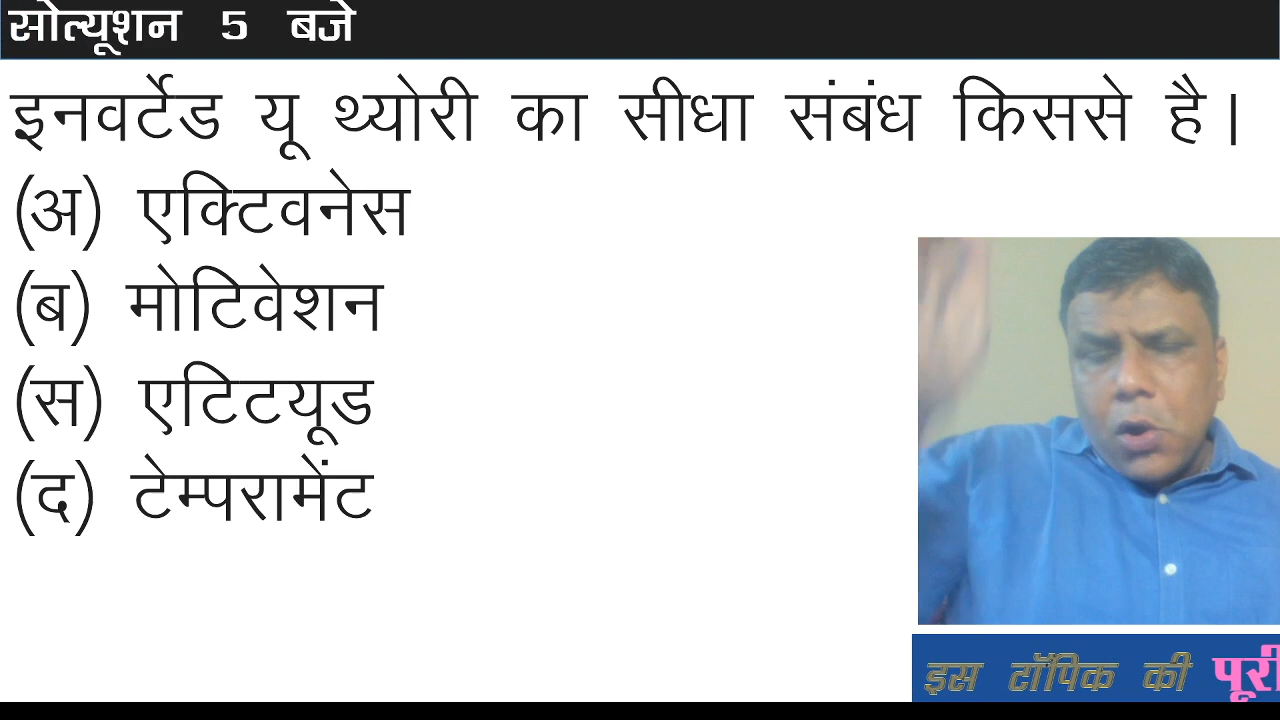 सोल्यूशन 5 बजे
इनवर्टेड यू थ्योरी का सीधा संबंध किससे है।
(अ) एक्टिवनेस
(ब) मोटिवेशन
(स) एटिटयूड
(द) टेम्परामेंट
इस टॉपिक की पूरी